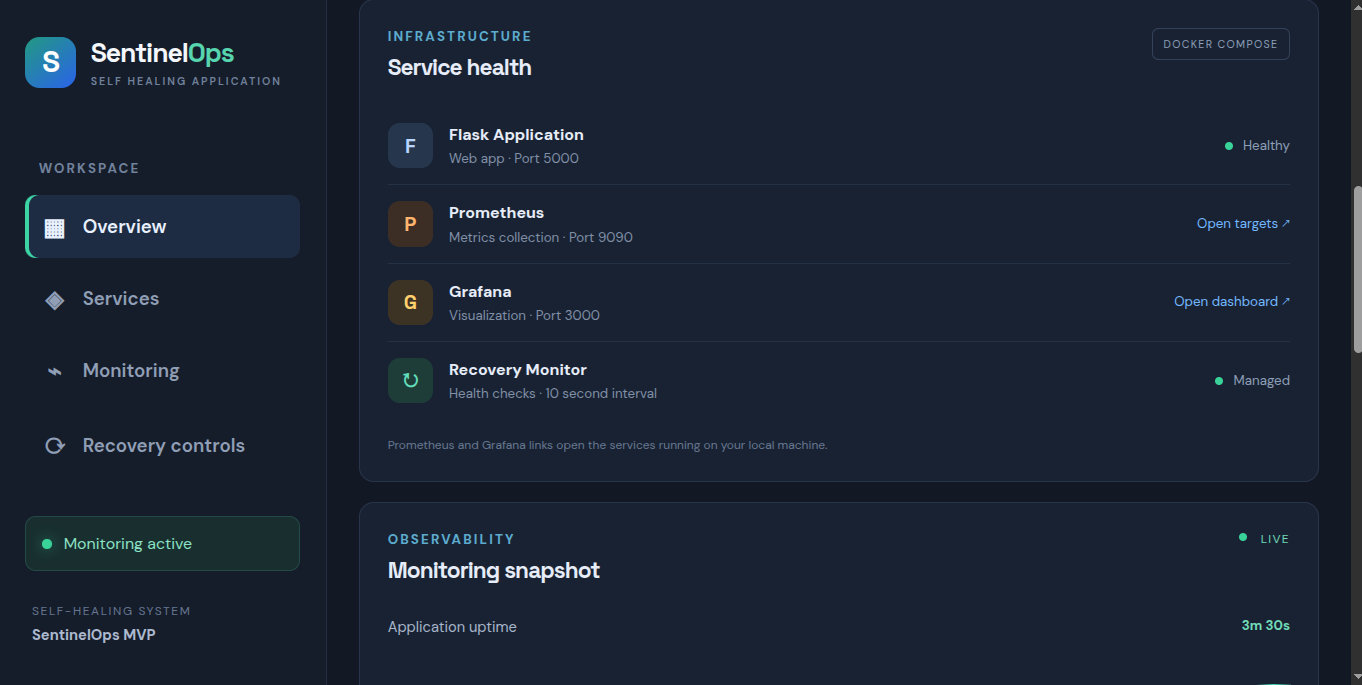 S
SentinelOps
SELF HEALING APPLICATION
WORKSPACE
Overview
Services
Monitoring
Recovery controls
Monitoring active
SELF-HEALING SYSTEM
SentinelOps MVP
INFRASTRUCTURE
Service health
DOCKER COMPOSE
F
Flask Application
Web app · Port 5000
Healthy
P
Prometheus
Metrics collection · Port 9090
Open targets ↗
G
Grafana
Visualization · Port 3000
Open dashboard ↗
Recovery Monitor
Health checks · 10 second interval
Managed
Prometheus and Grafana links open the services running on your local machine.
OBSERVABILITY
Monitoring snapshot
LIVE
Application uptime
3m 30s